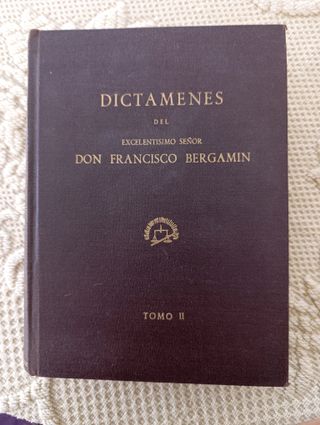 DICTAMENES
DEL
EXCELENTISIMO SEÑOR
DON FRANCISCO BERGAMIN
TOMO II